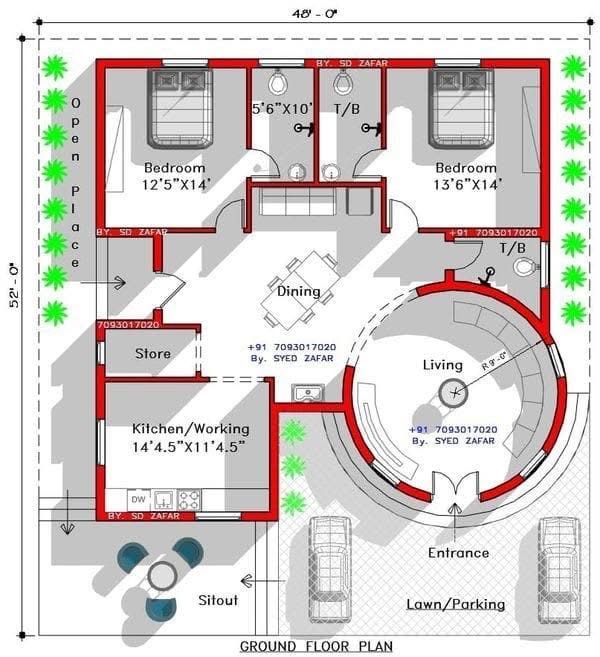 48'-0"
BY. SD ZAFAR
Open Place
5'6"X10'
T/B
Bedroom
12'5"X14'
Bedroom
13'6"X14'
BY. SD ZAFAR
+91 7093017020
T/B
52'-0"
Dining
7093017020
Store
+91 7093017020
By. SYED ZAFAR
Living
R 9'-0"
Kitchen/Working
14'4.5"X11'4.5"
+91 7093017020
By. SYED ZAFAR
DW
BY. SD ZAFAR
Entrance
Sitout
Lawn/Parking
GROUND FLOOR PLAN